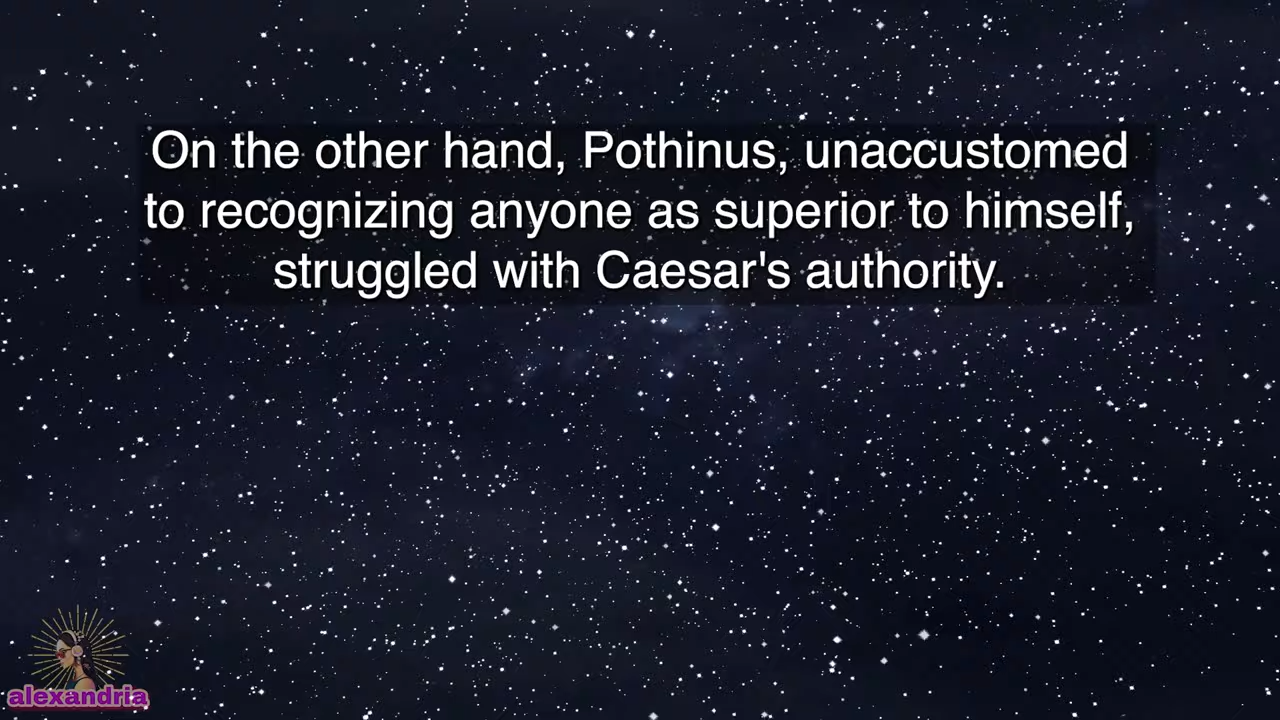 On the other hand, Pothinus, unaccustomed
to recognizing anyone as superior to himself,
struggled with Caesar's authority.
alexandria